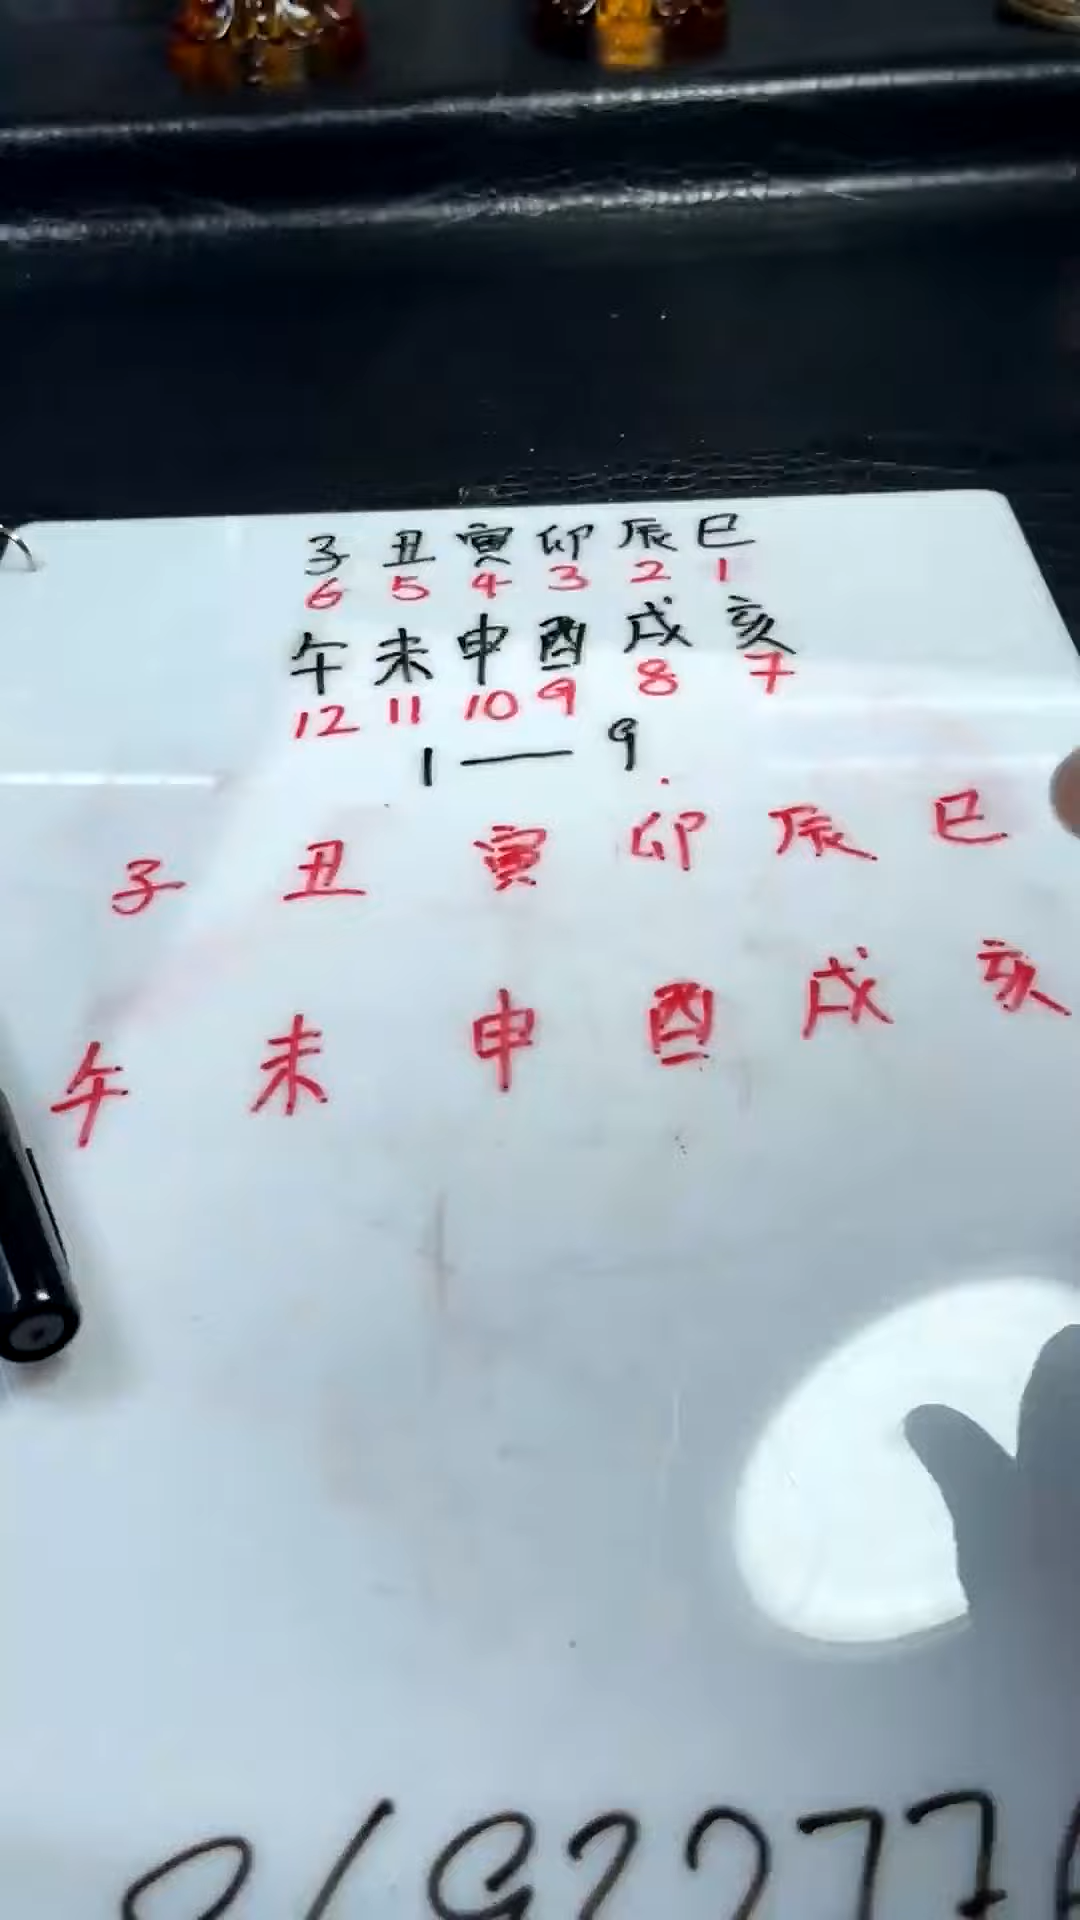 子 丑 寅 卯 辰 巳
6 5 4 3 2 1
午 未 申 酉 戌 亥
12 11 10 9 8 7
1 — 9
子 丑 寅 卯 辰 巳
午 未 申 酉 戌 亥